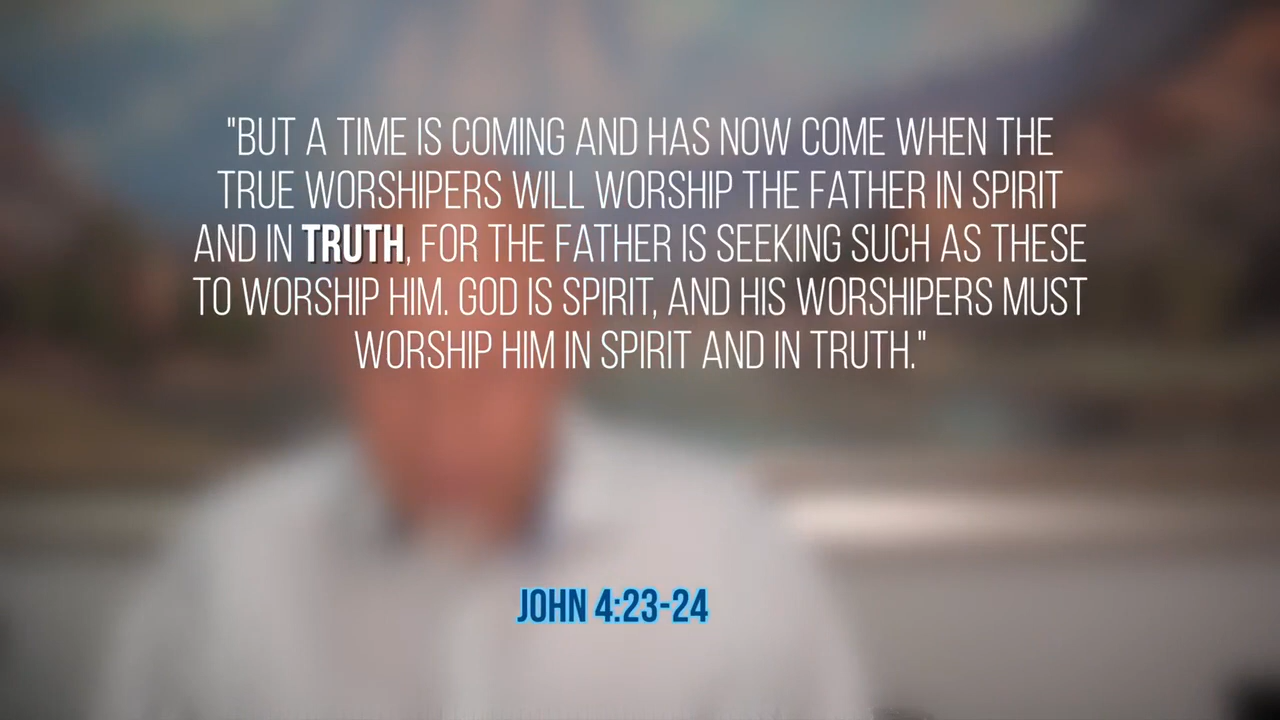 "BUT A TIME IS COMING AND HAS NOW COME WHEN THE
TRUE WORSHIPERS WILL WORSHIP THE FATHER IN SPIRIT
AND IN TRUTH, FOR THE FATHER IS SEEKING SUCH AS THESE
TO WORSHIP HIM. GOD IS SPIRIT, AND HIS WORSHIPERS MUST
WORSHIP HIM IN SPIRIT AND IN TRUTH."
JOHN 4:23-24